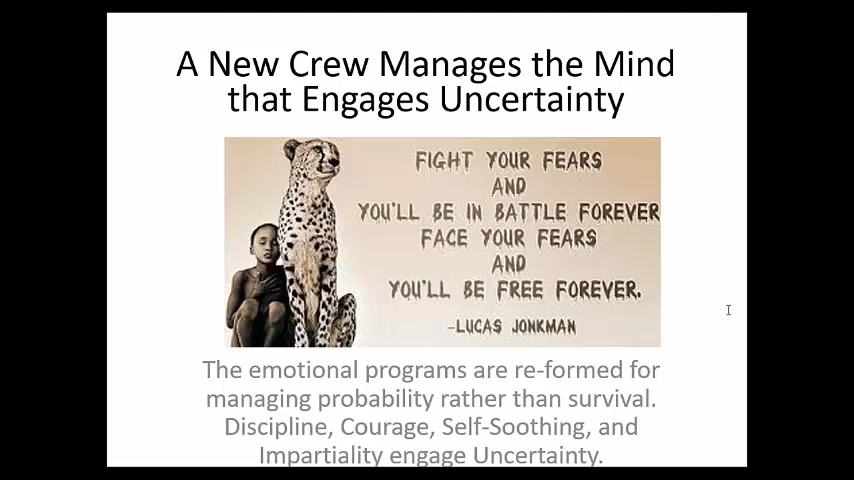 A New Crew Manages the Mind
that Engages Uncertainty
FIGHT YOUR FEARS
AND
YOU'LL BE IN BATTLE FOREVER
FACE YOUR FEARS
AND
YOU'LL BE FREE FOREVER.
-LUCAS JONKMAN
The emotional programs are re-formed for
managing probability rather than survival.
Discipline, Courage, Self-Soothing, and
Impartiality engage Uncertainty.